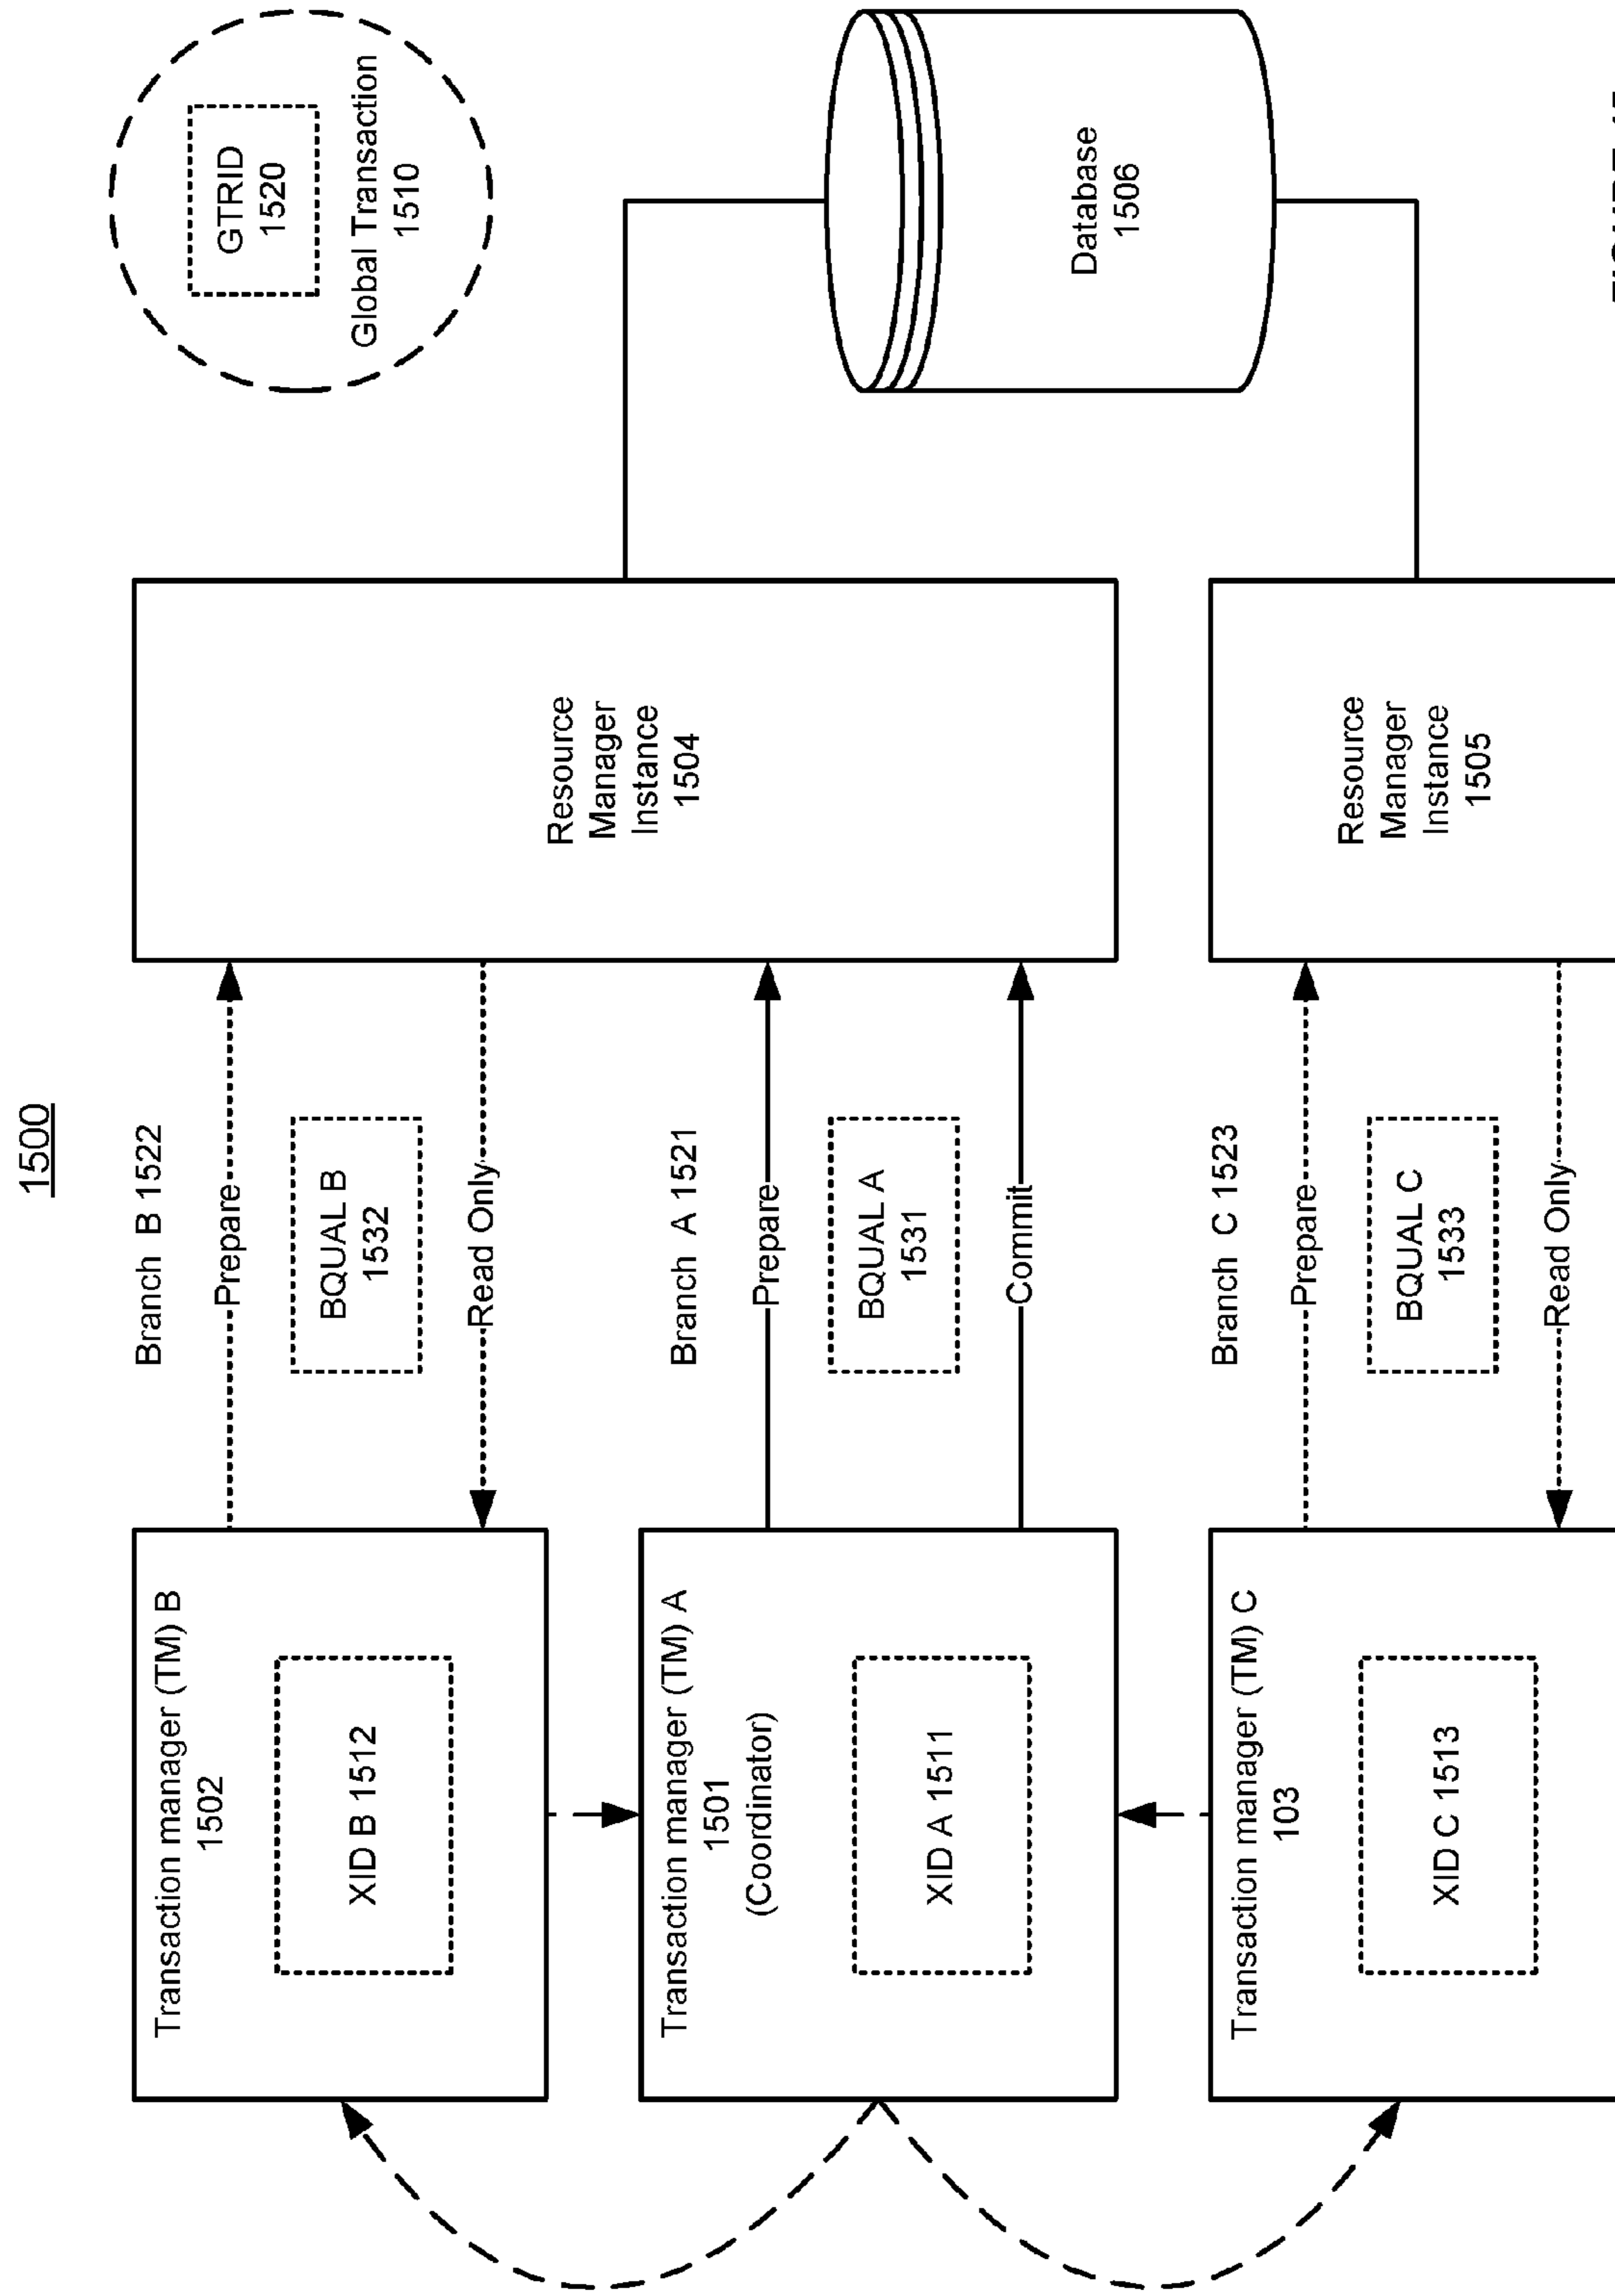 1500
Transaction manager (TM) B
1502
XID B 1512
Branch B 1522
Prepare
BQUAL B
1532
Read Only
Transaction manager (TM) A
1501
(Coordinator)
XID A 1511
Branch A 1521
Prepare
BQUAL A
1531
Commit
Transaction manager (TM) C
103
XID C 1513
Branch C 1523
Prepare
BQUAL C
1533
Read Only
Resource
Manager
Instance
1504
Resource
Manager
Instance
1505
GTRID
1520
Global Transaction
1510
Database
1506